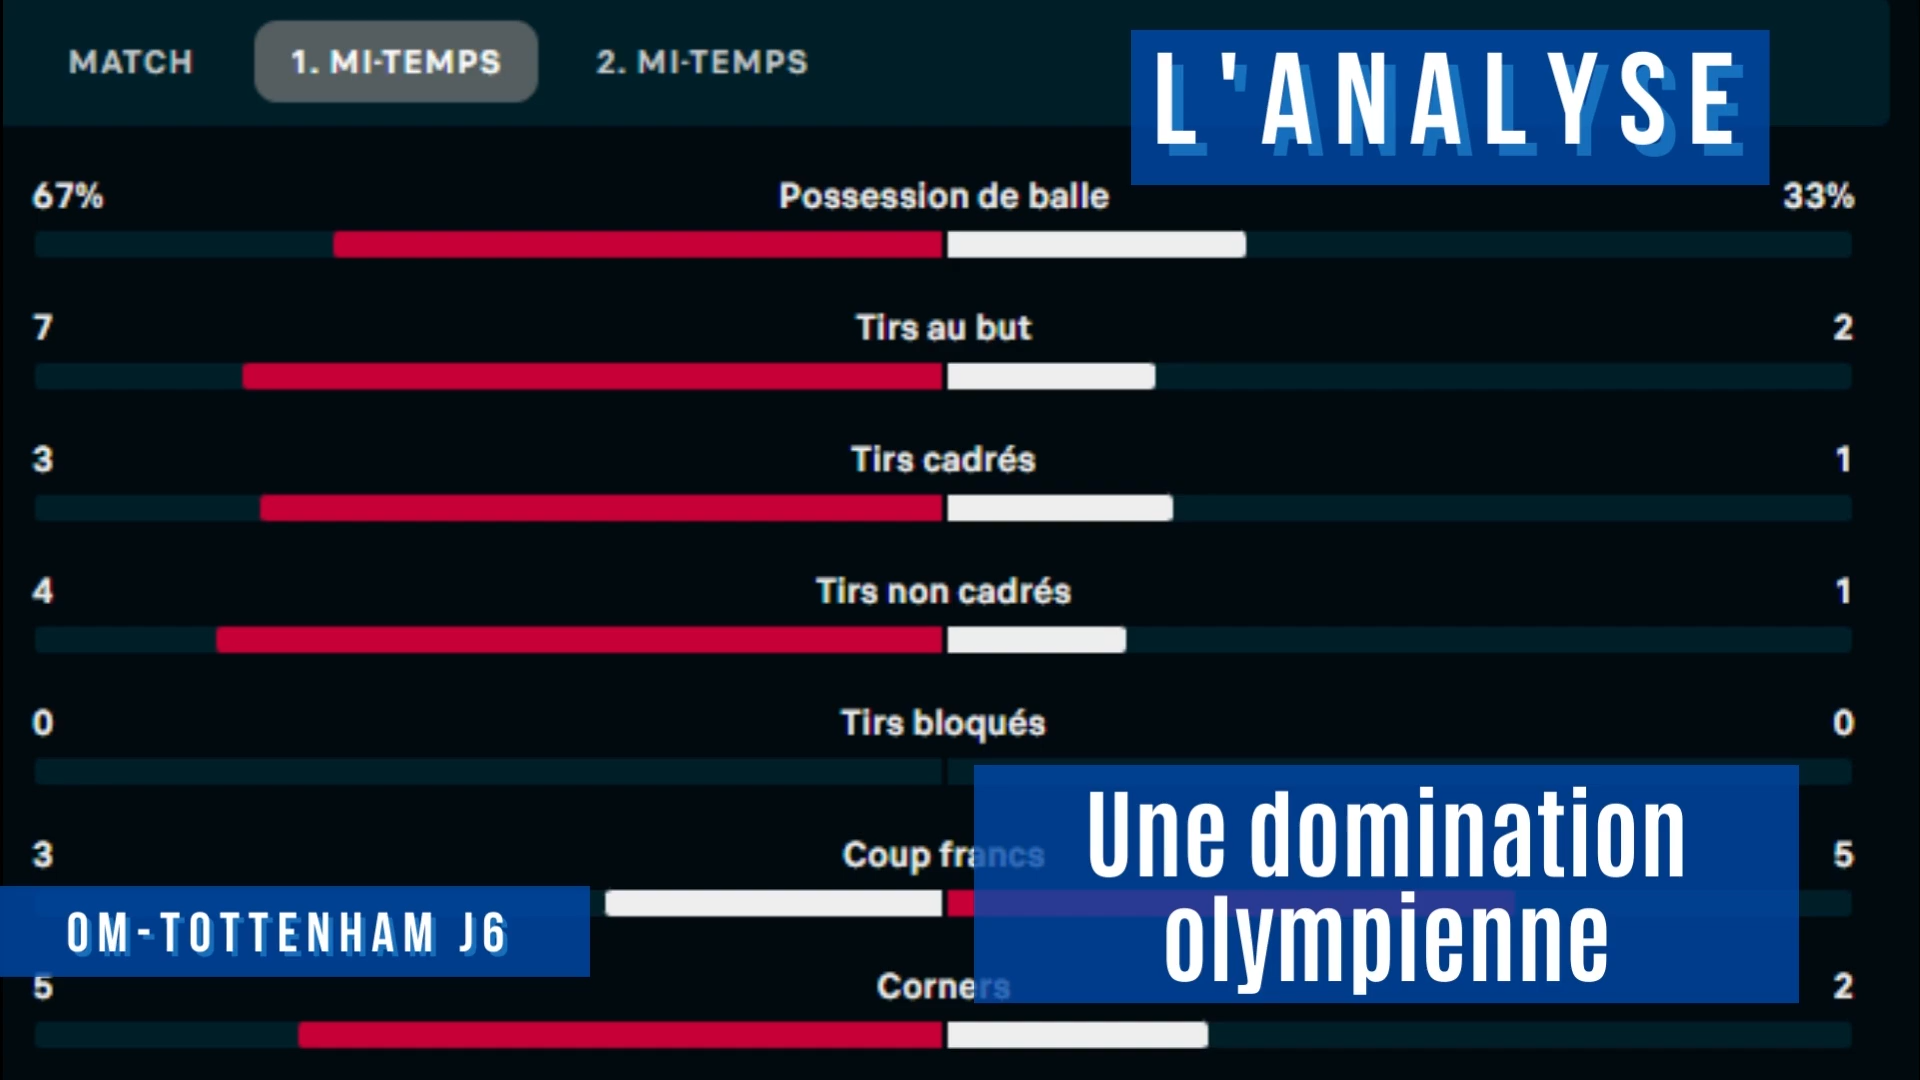 MATCH 1. MI-TEMPS 2. MI-TEMPS
L'ANALYSE
67% Possession de balle 33%
7 Tirs au but 2
3 Tirs cadrés 1
4 Tirs non cadrés 1
0 Tirs bloqués 0
3 Coup francs 5
Une domination
olympienne
OM-TOTTENHAM J6
5 Corners 2